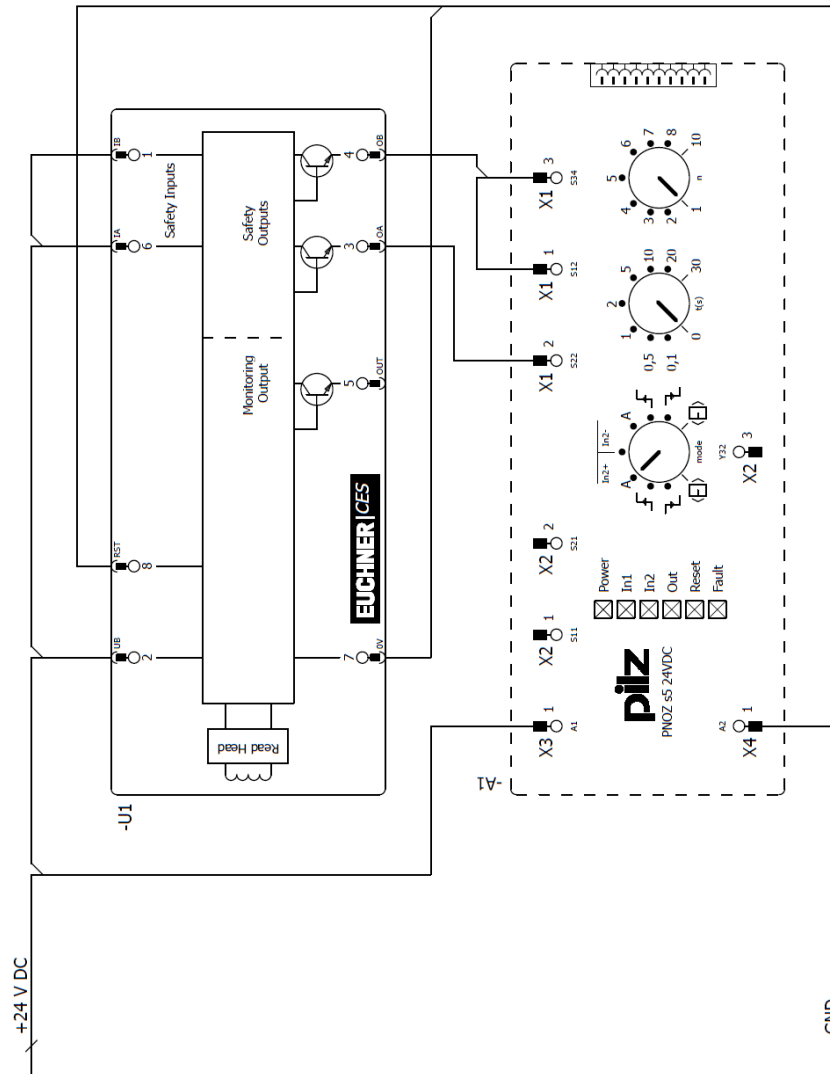 +24 V DC
-U1
UB
RST
IA
IB
2
8
6
1
Safety Inputs
Read Head
Monitoring
Output
Safety
Outputs
7
5
3
4
0V
OUT
OA
OB
EUCHNER CES
-A1
X3
1
X2
1
X2
2
X1
2
X1
1
X1
3
A1
S11
S21
S22
S12
S34
pilz
PNOZ s5 24VDC
Power
In1
In2
Out
Reset
Fault
In2+
In2-
A
A
mode
0
0,1
0,5
1
2
5
10
20
30
t(s)
1
2
3
4
5
6
7
8
10
n
A2
X4
1
Y32
X2
3
GND